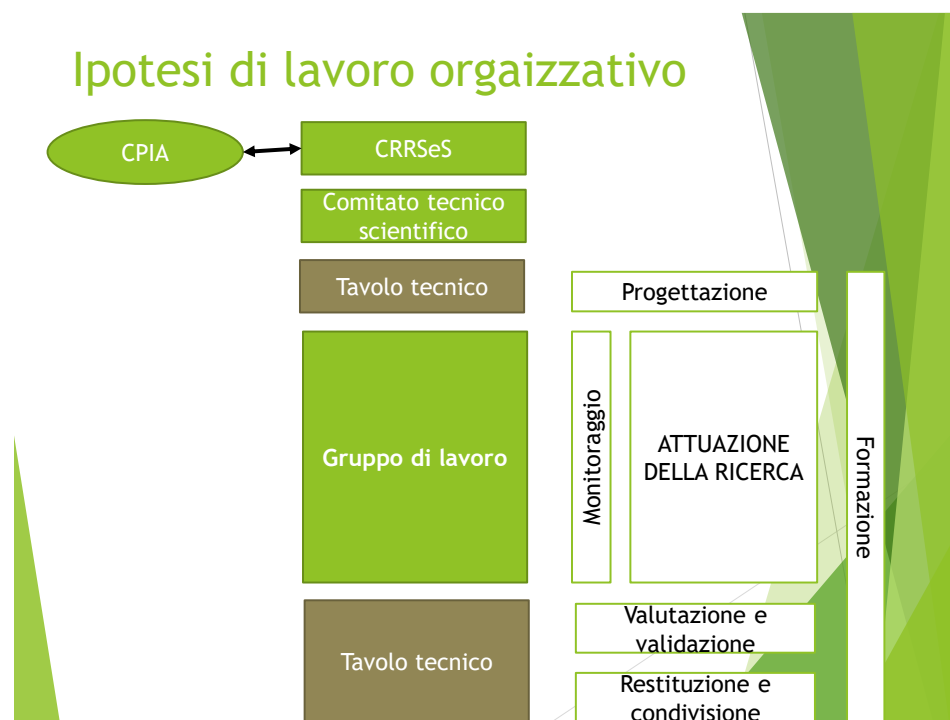 Ipotesi di lavoro orgaizzativo
CPIA
CRRSeS
Comitato tecnico
scientifico
Tavolo tecnico
Progettazione
Gruppo di lavoro
Monitoraggio
ATTUAZIONE
DELLA RICERCA
Formazione
Tavolo tecnico
Valutazione e
validazione
Restituzione e
condivisione